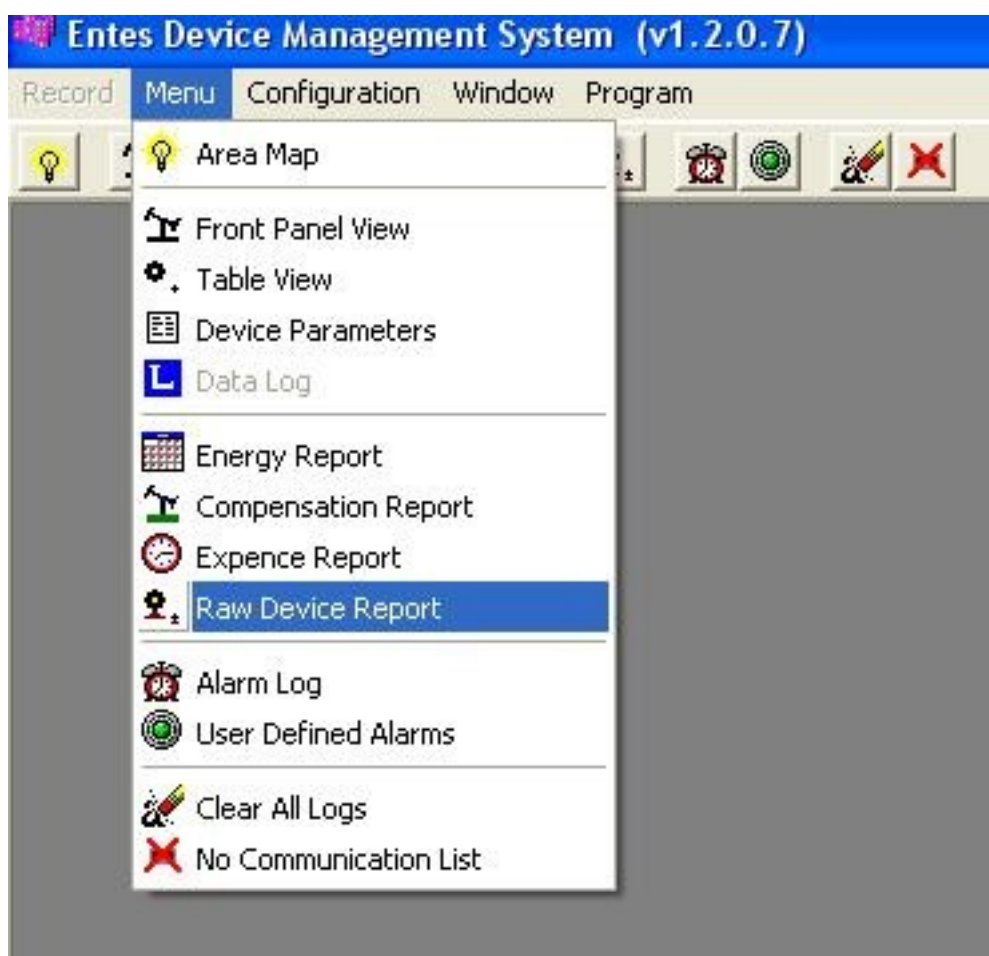 Entes Device Management System (v1.2.0.7)
Record Menu Configuration Window Program
Area Map
Front Panel View
Table View
Device Parameters
L Data Log
Energy Report
Compensation Report
Expence Report
Raw Device Report
Alarm Log
User Defined Alarms
Clear All Logs
No Communication List